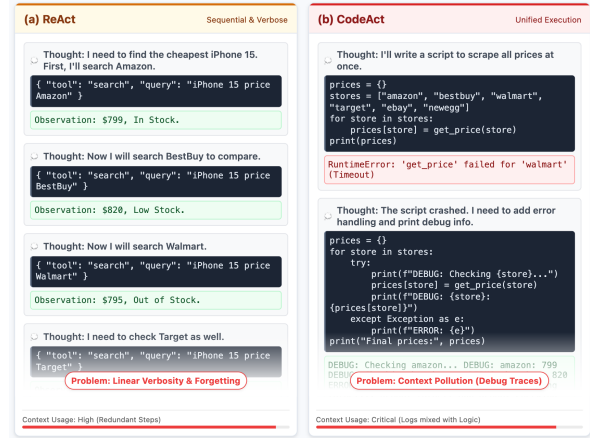 (a) ReAct
Sequential & Verbose
Thought: I need to find the cheapest iPhone 15.
First, I'll search Amazon.
{ "tool": "search", "query": "iPhone 15 price
Amazon" }
Observation: $799, In Stock.
Thought: Now I will search BestBuy to compare.
{ "tool": "search", "query": "iPhone 15 price
BestBuy" }
Observation: $820, Low Stock.
Thought: Now I will search Walmart.
{ "tool": "search", "query": "iPhone 15 price
Walmart" }
Observation: $795, Out of Stock.
Thought: I need to check Target as well.
{ "tool": "search", "query": "iPhone 15 price
Target" }
Problem: Linear Verbosity & Forgetting
Context Usage: High (Redundant Steps)
(b) CodeAct
Unified Execution
Thought: I'll write a script to scrape all prices at
once.
prices = {}
stores = ["amazon", "bestbuy", "walmart",
"target", "ebay", "newegg"]
for store in stores:
    prices[store] = get_price(store)
print(prices)
RuntimeError: 'get_price' failed for 'walmart'
(Timeout)
Thought: The script crashed. I need to add error
handling and print debug info.
prices = {}
for store in stores:
    try:
        print(f"DEBUG: Checking {store}...")
        prices[store] = get_price(store)
        print(f"DEBUG: {store}:
{prices[store]}")
    except Exception as e:
        print(f"ERROR: {e}")
print("Final prices:", prices)
DEBUG: Checking amazon... DEBUG: amazon: 799
820
Problem: Context Pollution (Debug Traces)
Context Usage: Critical (Logs mixed with Logic)